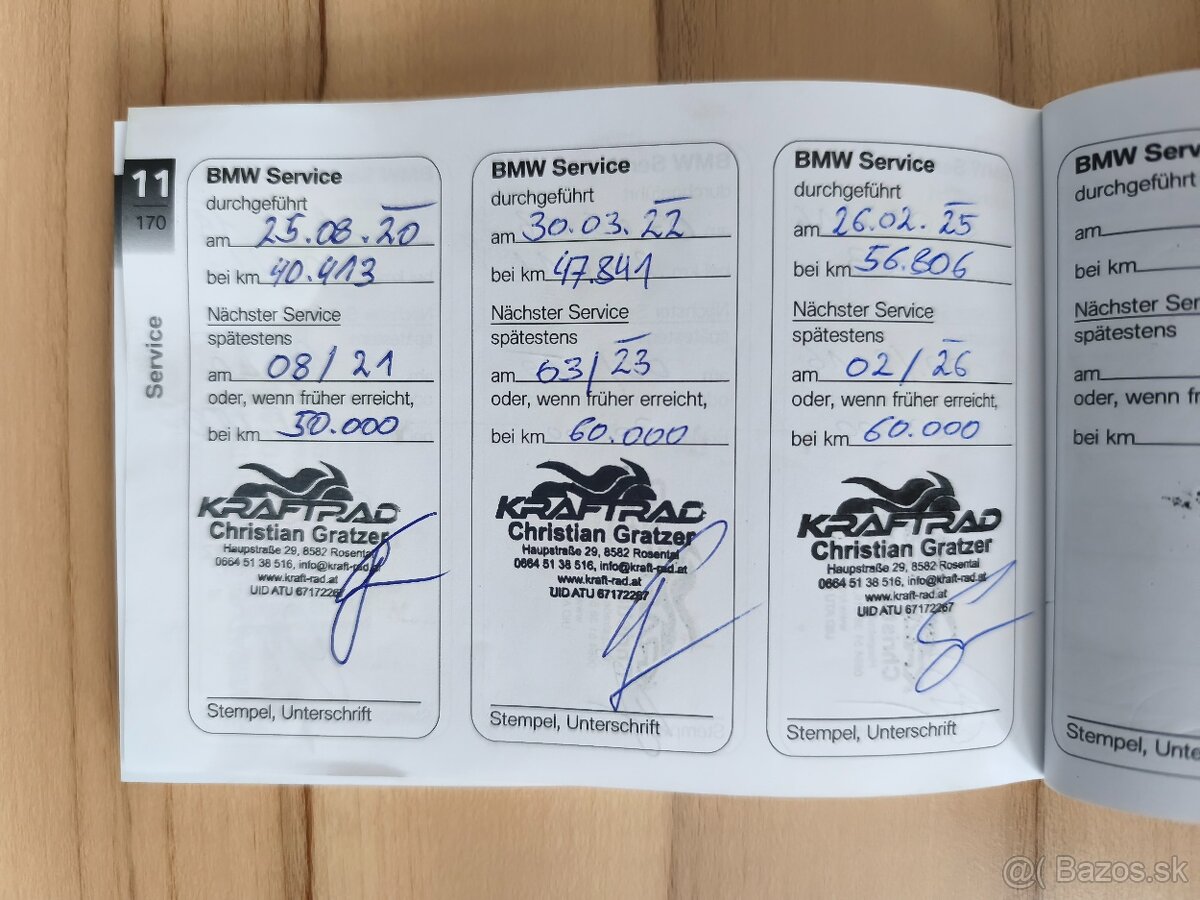 11
170
Service
BMW Service
durchgeführt
am 25.08.20
bei km 40.413
Nächster Service
spätestens
am 08/21
oder, wenn früher erreicht,
bei km 50.000
KRAFTRAD
Christian Gratzer
Haupstraße 29, 8582 Rosental
0664 51 38 516, info@kraft-rad.at
www.kraft-rad.at
UID ATU 67172267
Stempel, Unterschrift
BMW Service
durchgeführt
am 30.03.22
bei km 47.841
Nächster Service
spätestens
am 03/23
oder, wenn früher erreicht,
bei km 60.000
KRAFTRAD
Christian Gratzer
Haupstraße 29, 8582 Rosental
0664 51 38 516, info@kraft-rad.at
www.kraft-rad.at
UID ATU 67172267
Stempel, Unterschrift
BMW Service
durchgeführt
am 26.02.25
bei km 56.806
Nächster Service
spätestens
am 02/26
oder, wenn früher erreicht,
bei km 60.000
KRAFTRAD
Christian Gratzer
Haupstraße 29, 8582 Rosental
0664 51 38 516, info@kraft-rad.at
www.kraft-rad.at
UID ATU 67172267
Stempel, Unterschrift
BMW Serv
durchgeführt
am
bei km
Nächster Ser
spätestens
am
oder, wenn fr
bei km
Stempel, Unte
@( Bazos.sk